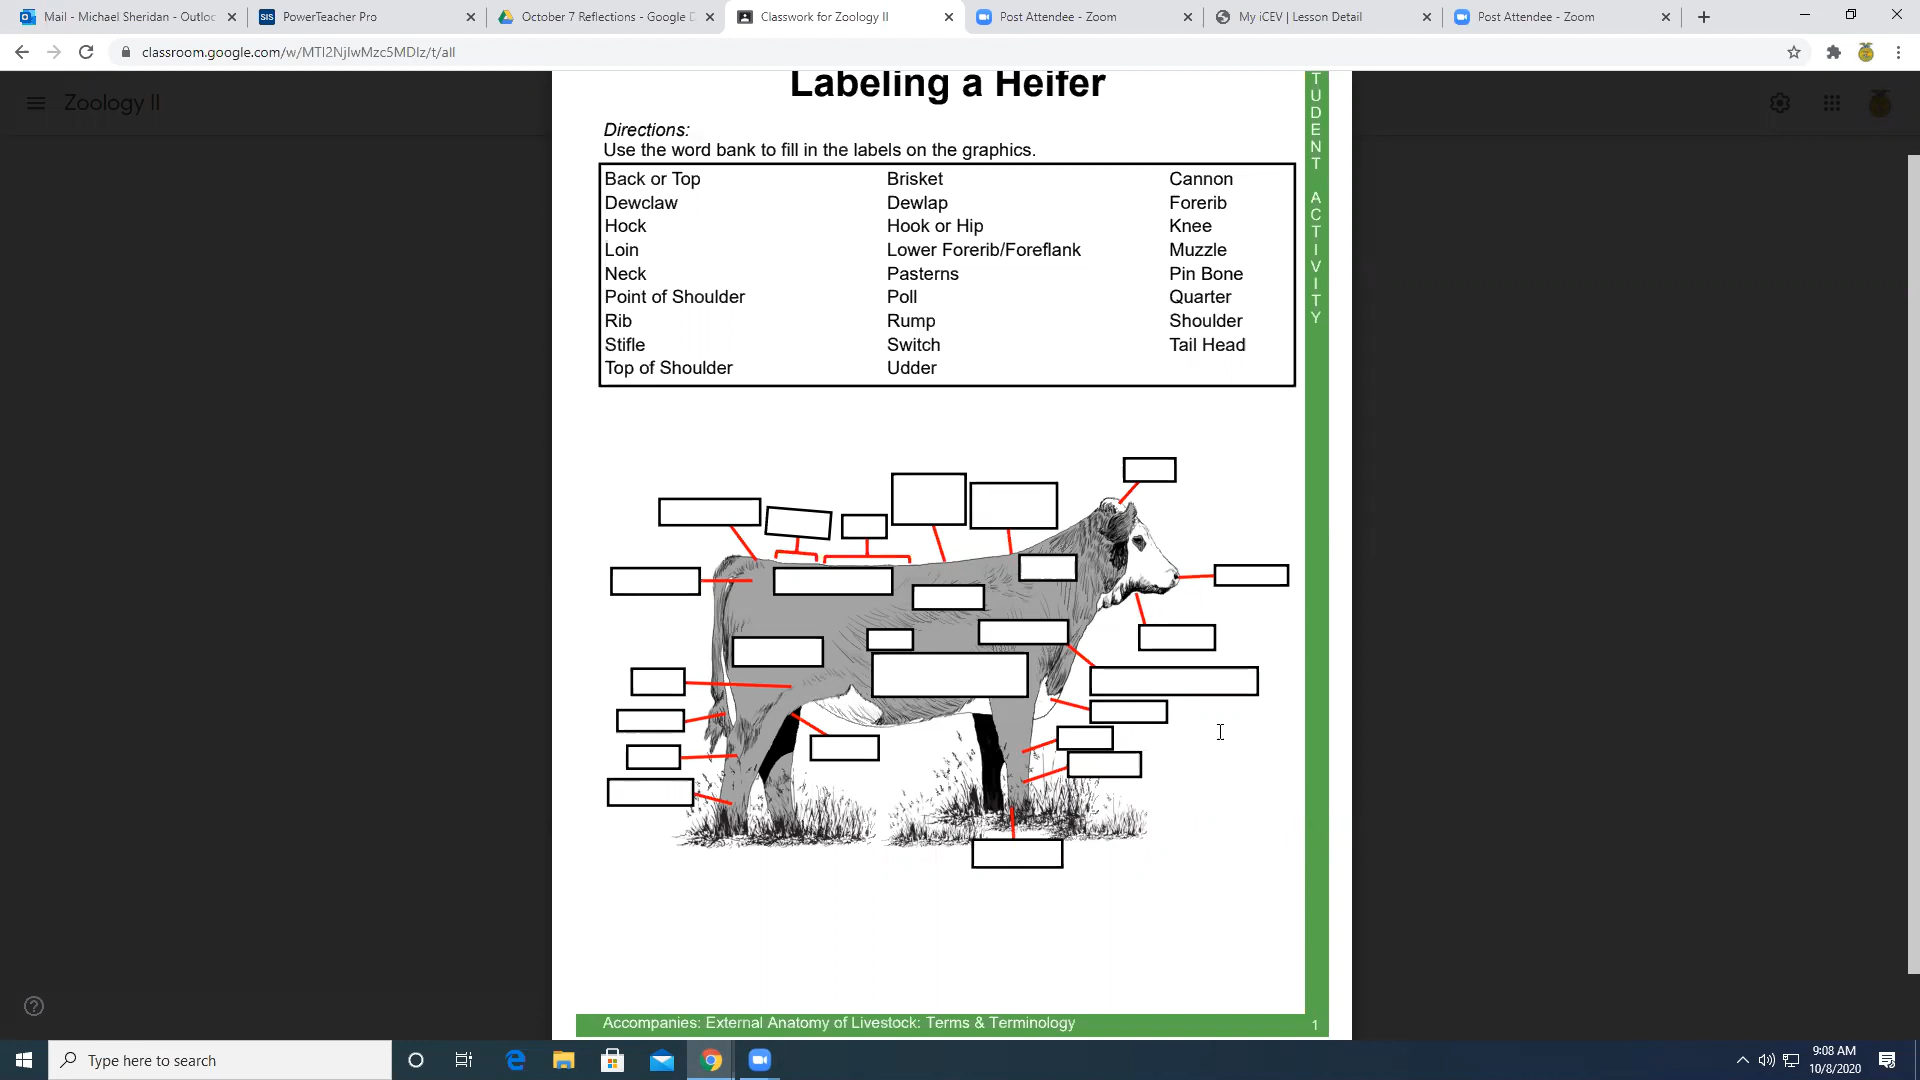 Mail - Michael Sheridan - Outloo
PowerTeacher Pro
October 7 Reflections - Google D
Classwork for Zoology II
Post Attendee - Zoom
My iCEV | Lesson Detail
Post Attendee - Zoom
classroom.google.com/w/MTI2NjIwMzc5MDIz/t/all
Zoology II
Labeling a Heifer
TUDENT ACTIVITY
Directions:
Use the word bank to fill in the labels on the graphics.
Back or Top Brisket Cannon
Dewclaw Dewlap Forerib
Hock Hook or Hip Knee
Loin Lower Forerib/Foreflank Muzzle
Neck Pasterns Pin Bone
Point of Shoulder Poll Quarter
Rib Rump Shoulder
Stifle Switch Tail Head
Top of Shoulder Udder
Accompanies: External Anatomy of Livestock: Terms & Terminology 1
SIS
Type here to search
9:08 AM
10/8/2020